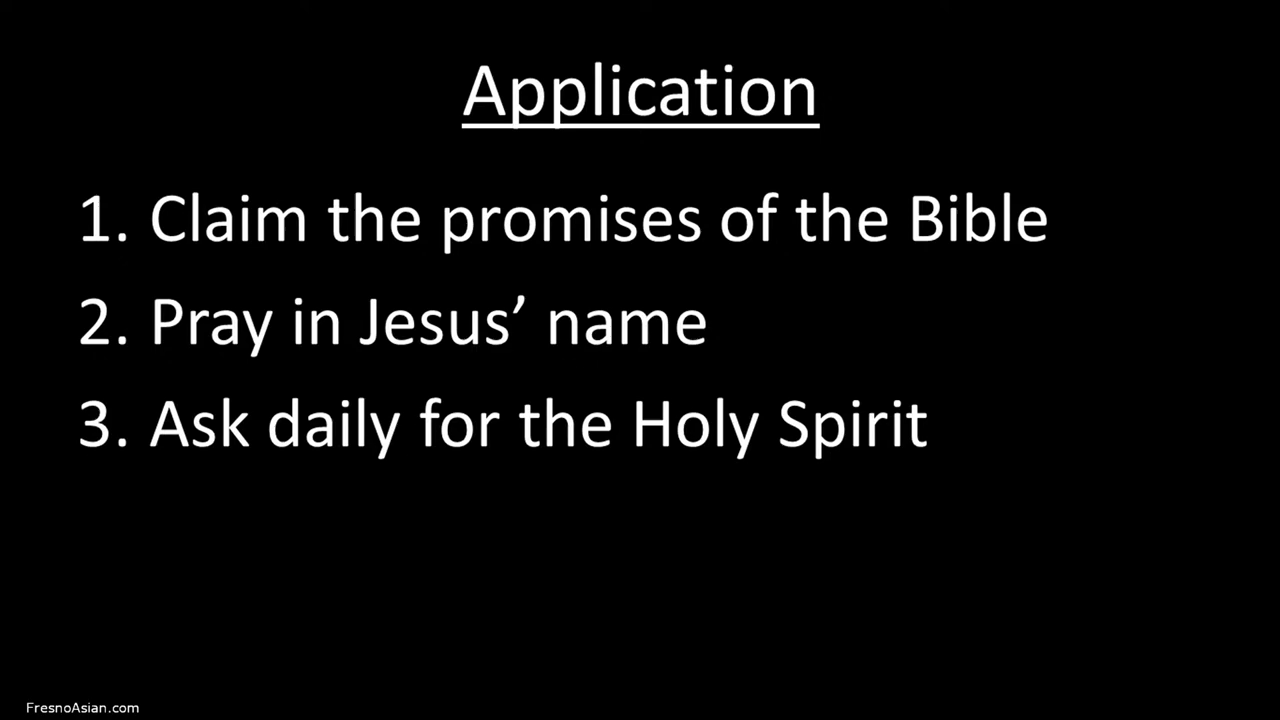 Application
1. Claim the promises of the Bible
2. Pray in Jesus’ name
3. Ask daily for the Holy Spirit
FresnoAsian.com